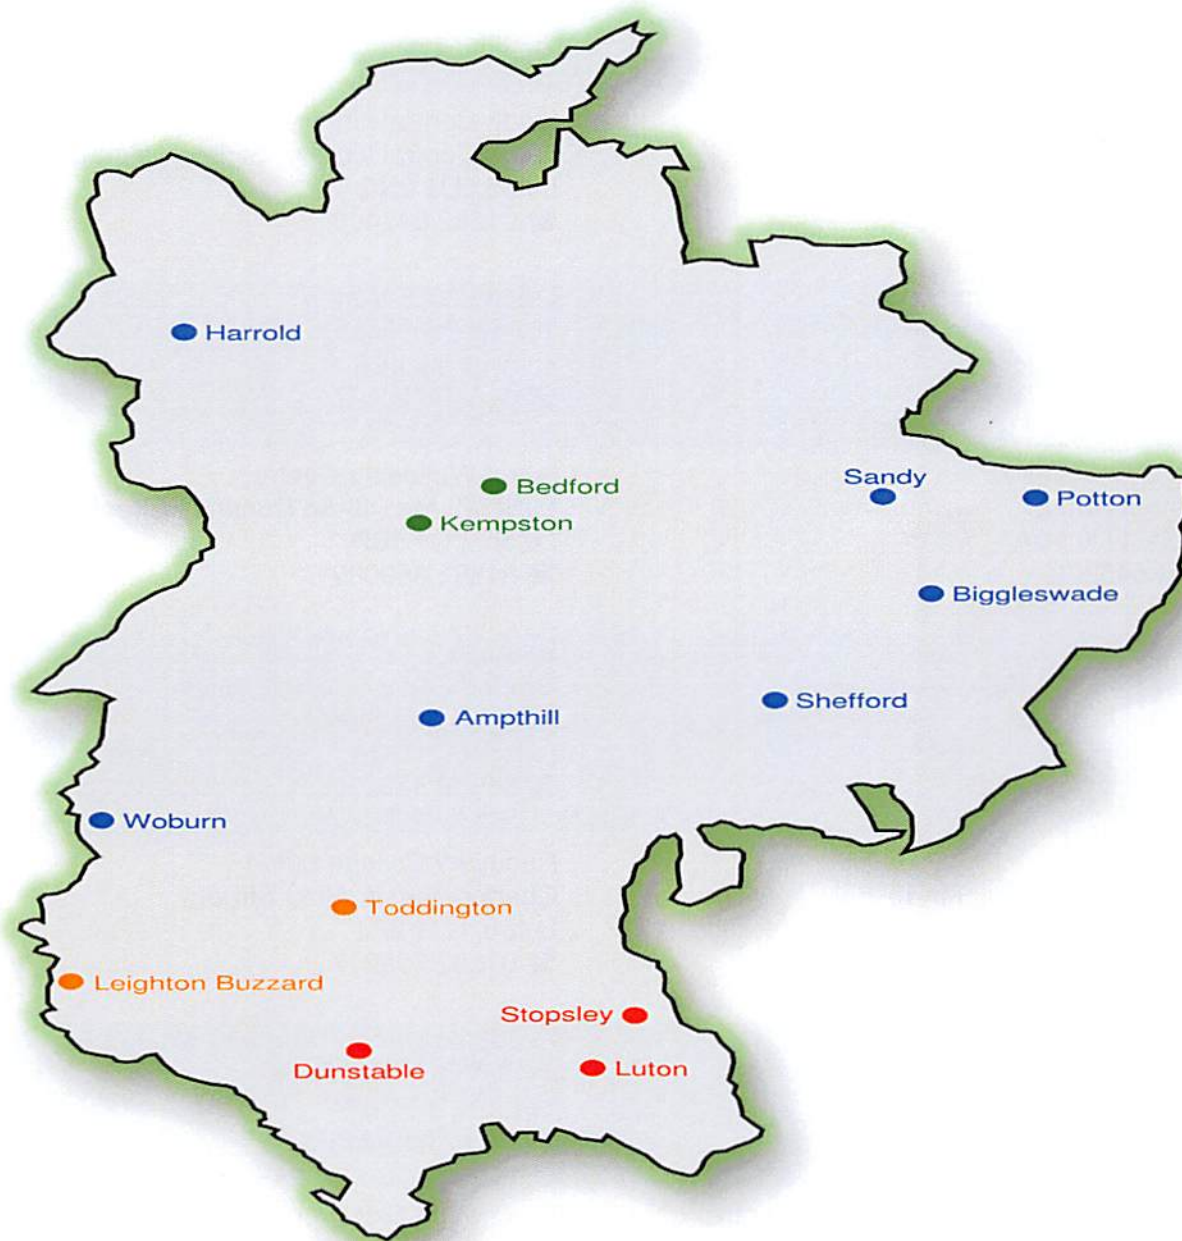 Harrold
Bedford
Sandy
Potton
Kempston
Biggleswade
Shefford
Ampthill
Woburn
Toddington
Leighton Buzzard
Stopsley
Dunstable
Luton